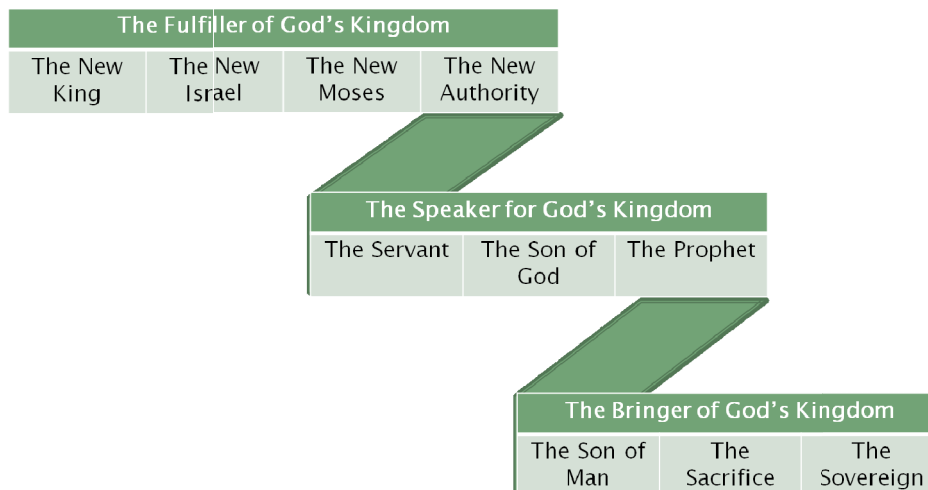 The Fulfiller of God's Kingdom
The New King
The New Israel
The New Moses
The New Authority
The Speaker for God's Kingdom
The Servant
The Son of God
The Prophet
The Bringer of God's Kingdom
The Son of Man
The Sacrifice
The Sovereign